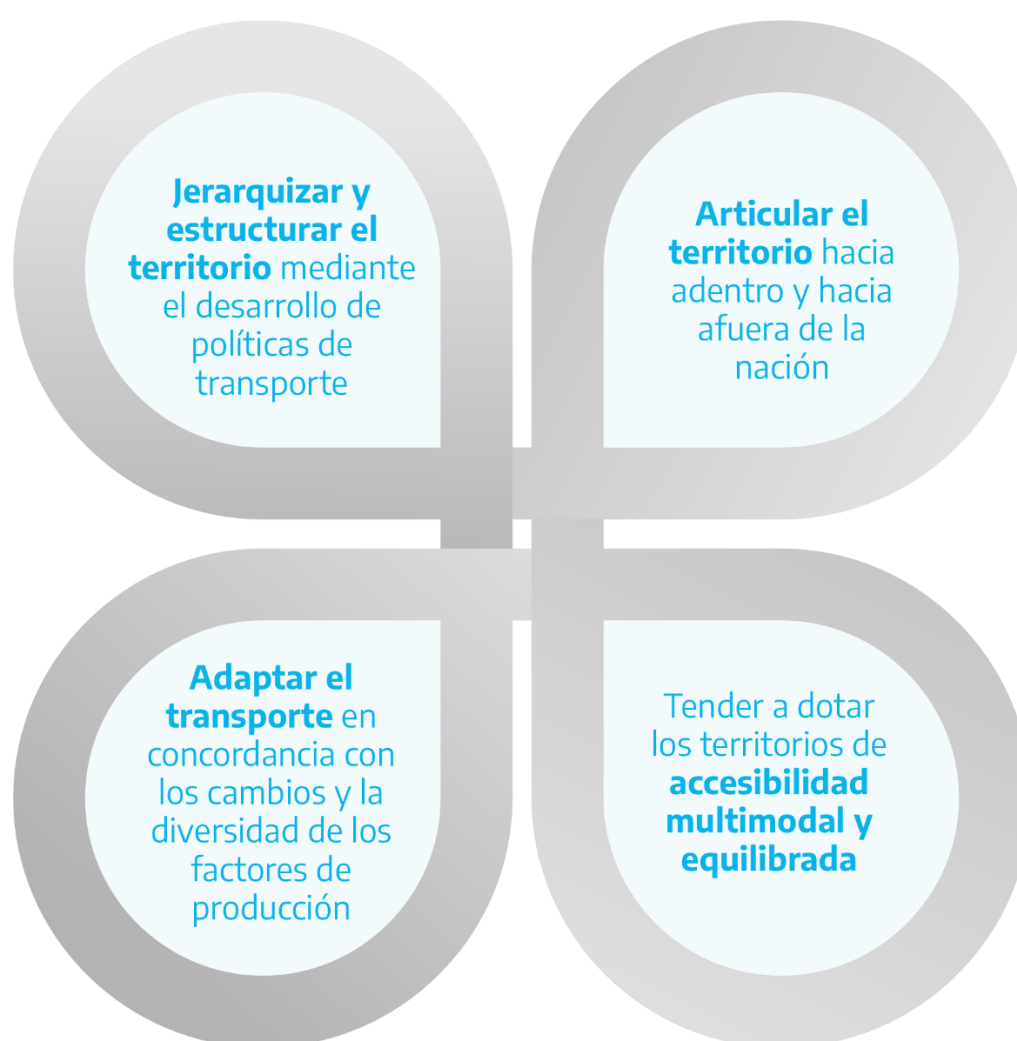 Jerarquizar y
estructurar el
territorio mediante
el desarrollo de
políticas de
transporte
Articular el
territorio hacia
adentro y hacia
afuera de la
nación
Adaptar el
transporte en
concordancia con
los cambios y la
diversidad de los
factores de
producción
Tender a dotar
los territorios de
accesibilidad
multimodal y
equilibrada